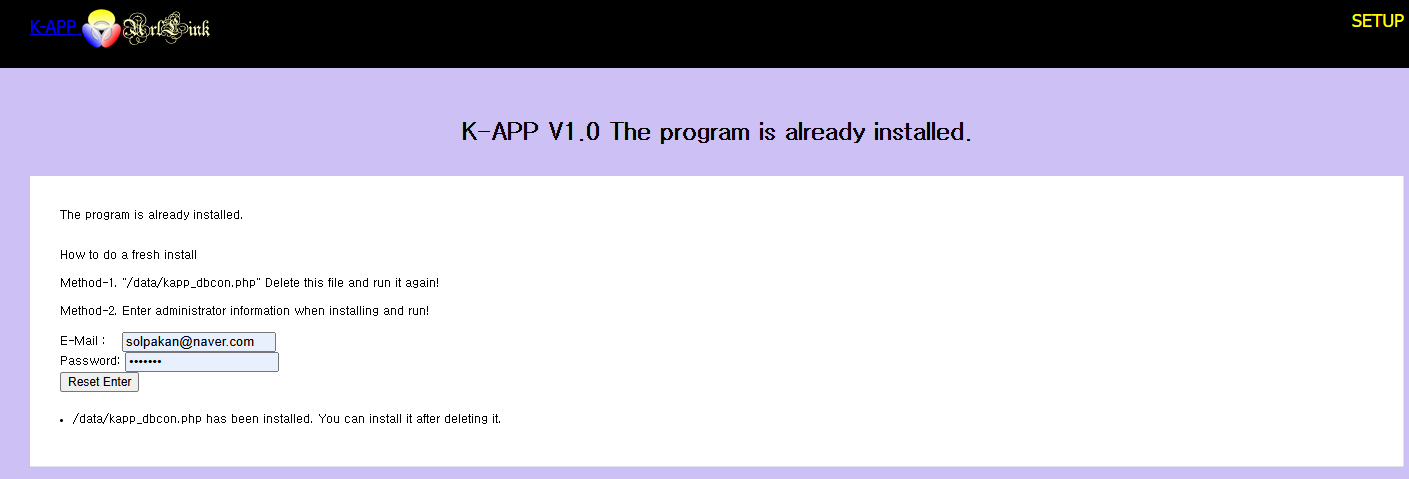 K-APP UrlLink
SETUP
K-APP V1.0 The program is already installed.
The program is already installed.
How to do a fresh install
Method-1. "/data/kapp_dbcon.php" Delete this file and run it again!
Method-2. Enter administrator information when installing and run!
E-Mail : solpakan@naver.com
Password: •••••••
Reset Enter
• /data/kapp_dbcon.php has been installed. You can install it after deleting it.